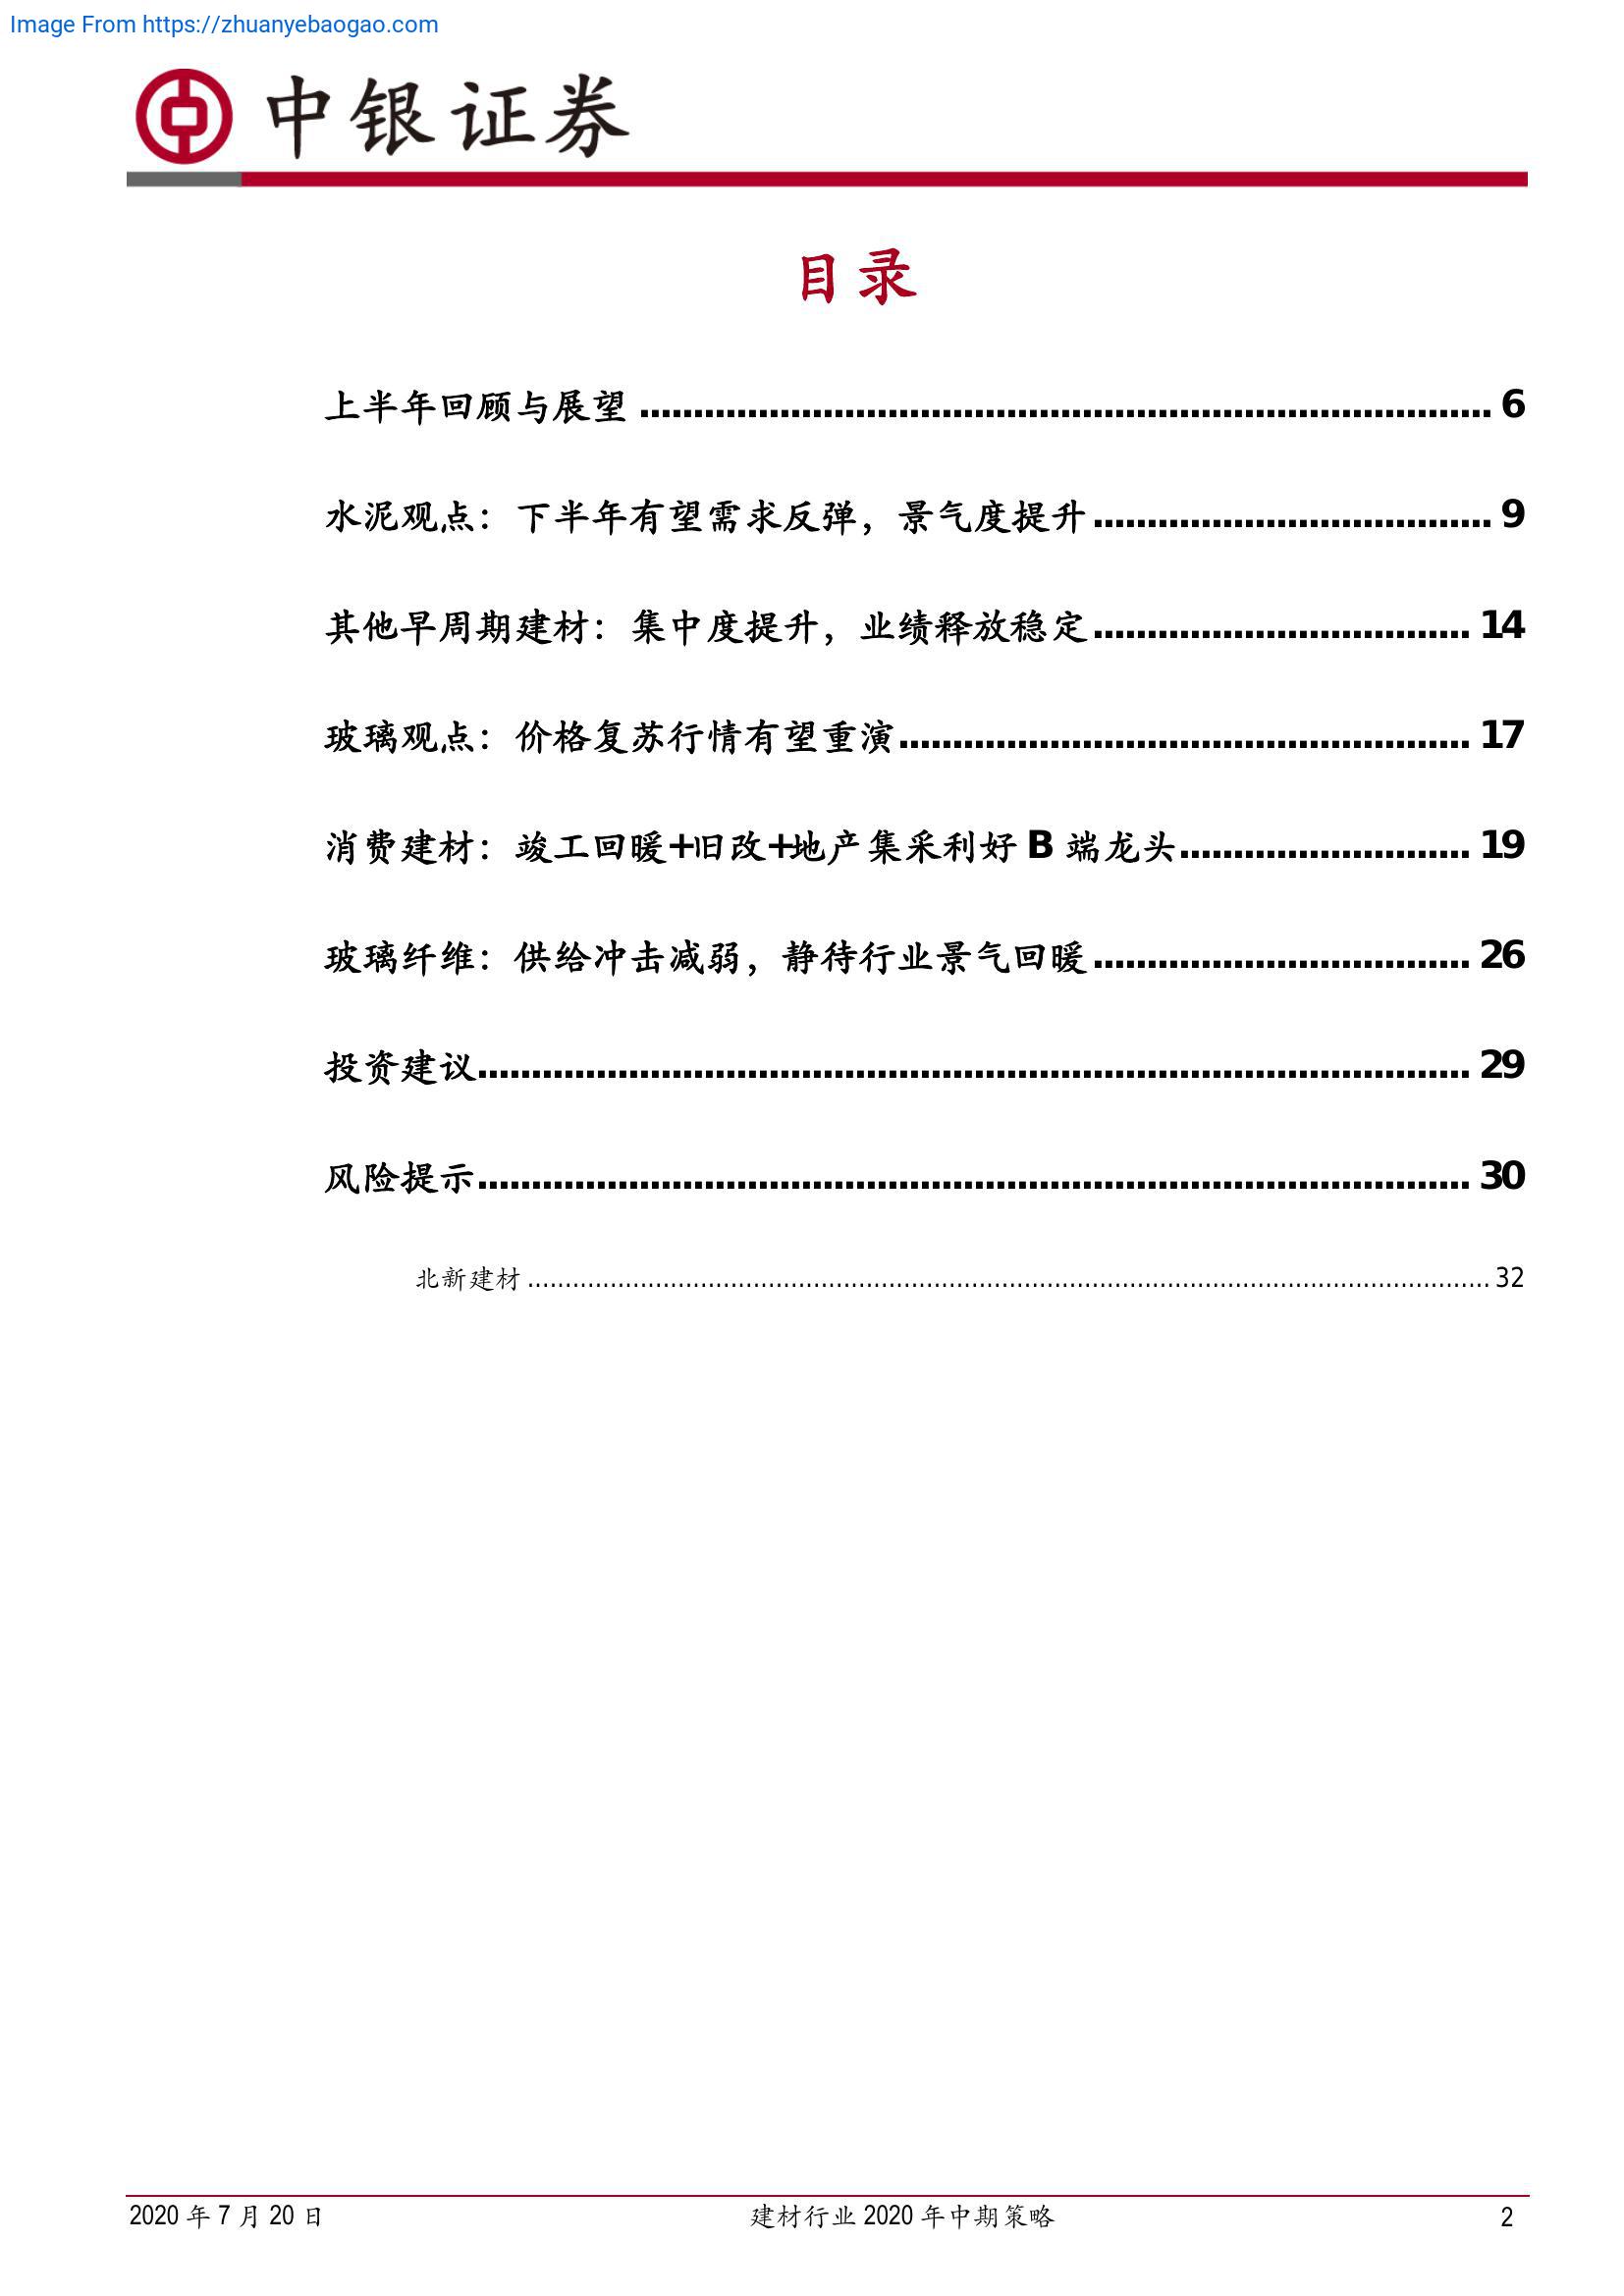 Image From https://zhuanyebaogao.com
中银证券
目录
上半年回顾与展望 ........................................................................ 6
水泥观点：下半年有望需求反弹，景气度提升.................................. 9
其他早周期建材：集中度提升，业绩释放稳定................................ 14
玻璃观点：价格复苏行情有望重演................................................ 17
消费建材：竣工回暖+旧改+地产集采利好 B 端龙头......................... 19
玻璃纤维：供给冲击减弱，静待行业景气回暖................................ 26
投资建议.................................................................................... 29
风险提示.................................................................................... 30
北新建材 .................................................................................................................... 32
2020 年 7 月 20 日
建材行业 2020 年中期策略
2